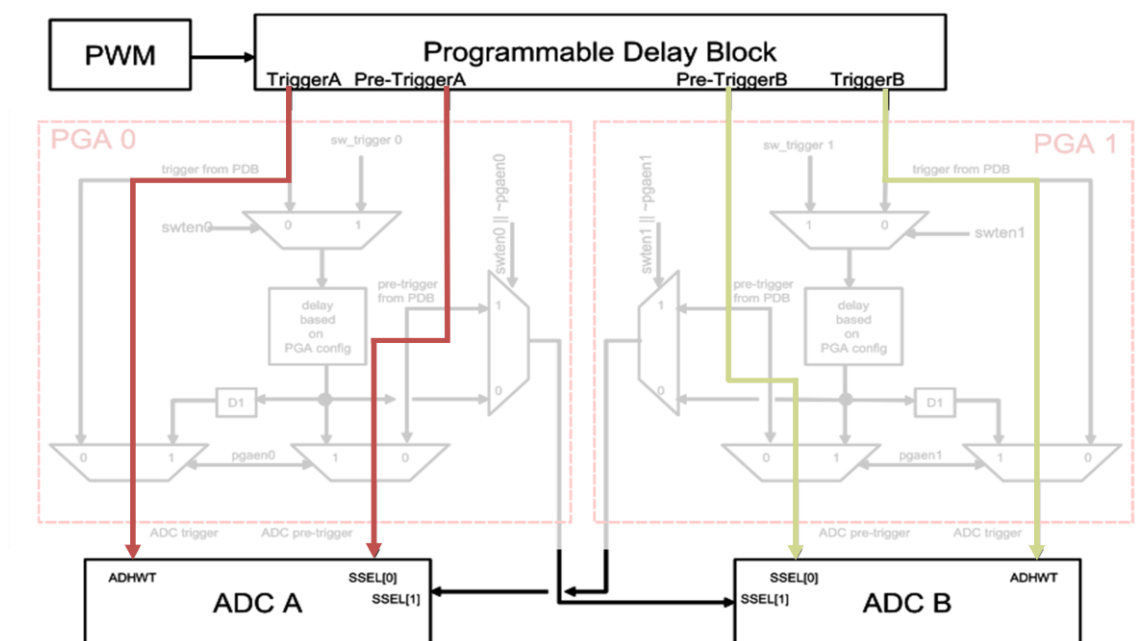 PWM
Programmable Delay Block
TriggerA Pre-TriggerA Pre-TriggerB TriggerB
PGA 0
sw_trigger 0
trigger from PDB
swten0
0 1
swten0 || ~pgaen0
pre-trigger
from PDB
1
0
delay
based
on
PGA config
D1
0 1
pgaen0
1 0
ADC trigger
ADC pre-trigger
PGA 1
sw_trigger 1
trigger from PDB
swten1
1 0
swten1 || ~pgaen1
pre-trigger
from PDB
1
0
delay
based
on
PGA config
D1
0 1
pgaen1
1 0
ADC pre-trigger
ADC trigger
ADHWT
SSEL[0]
SSEL[1]
ADC A
SSEL[0]
SSEL[1]
ADHWT
ADC B